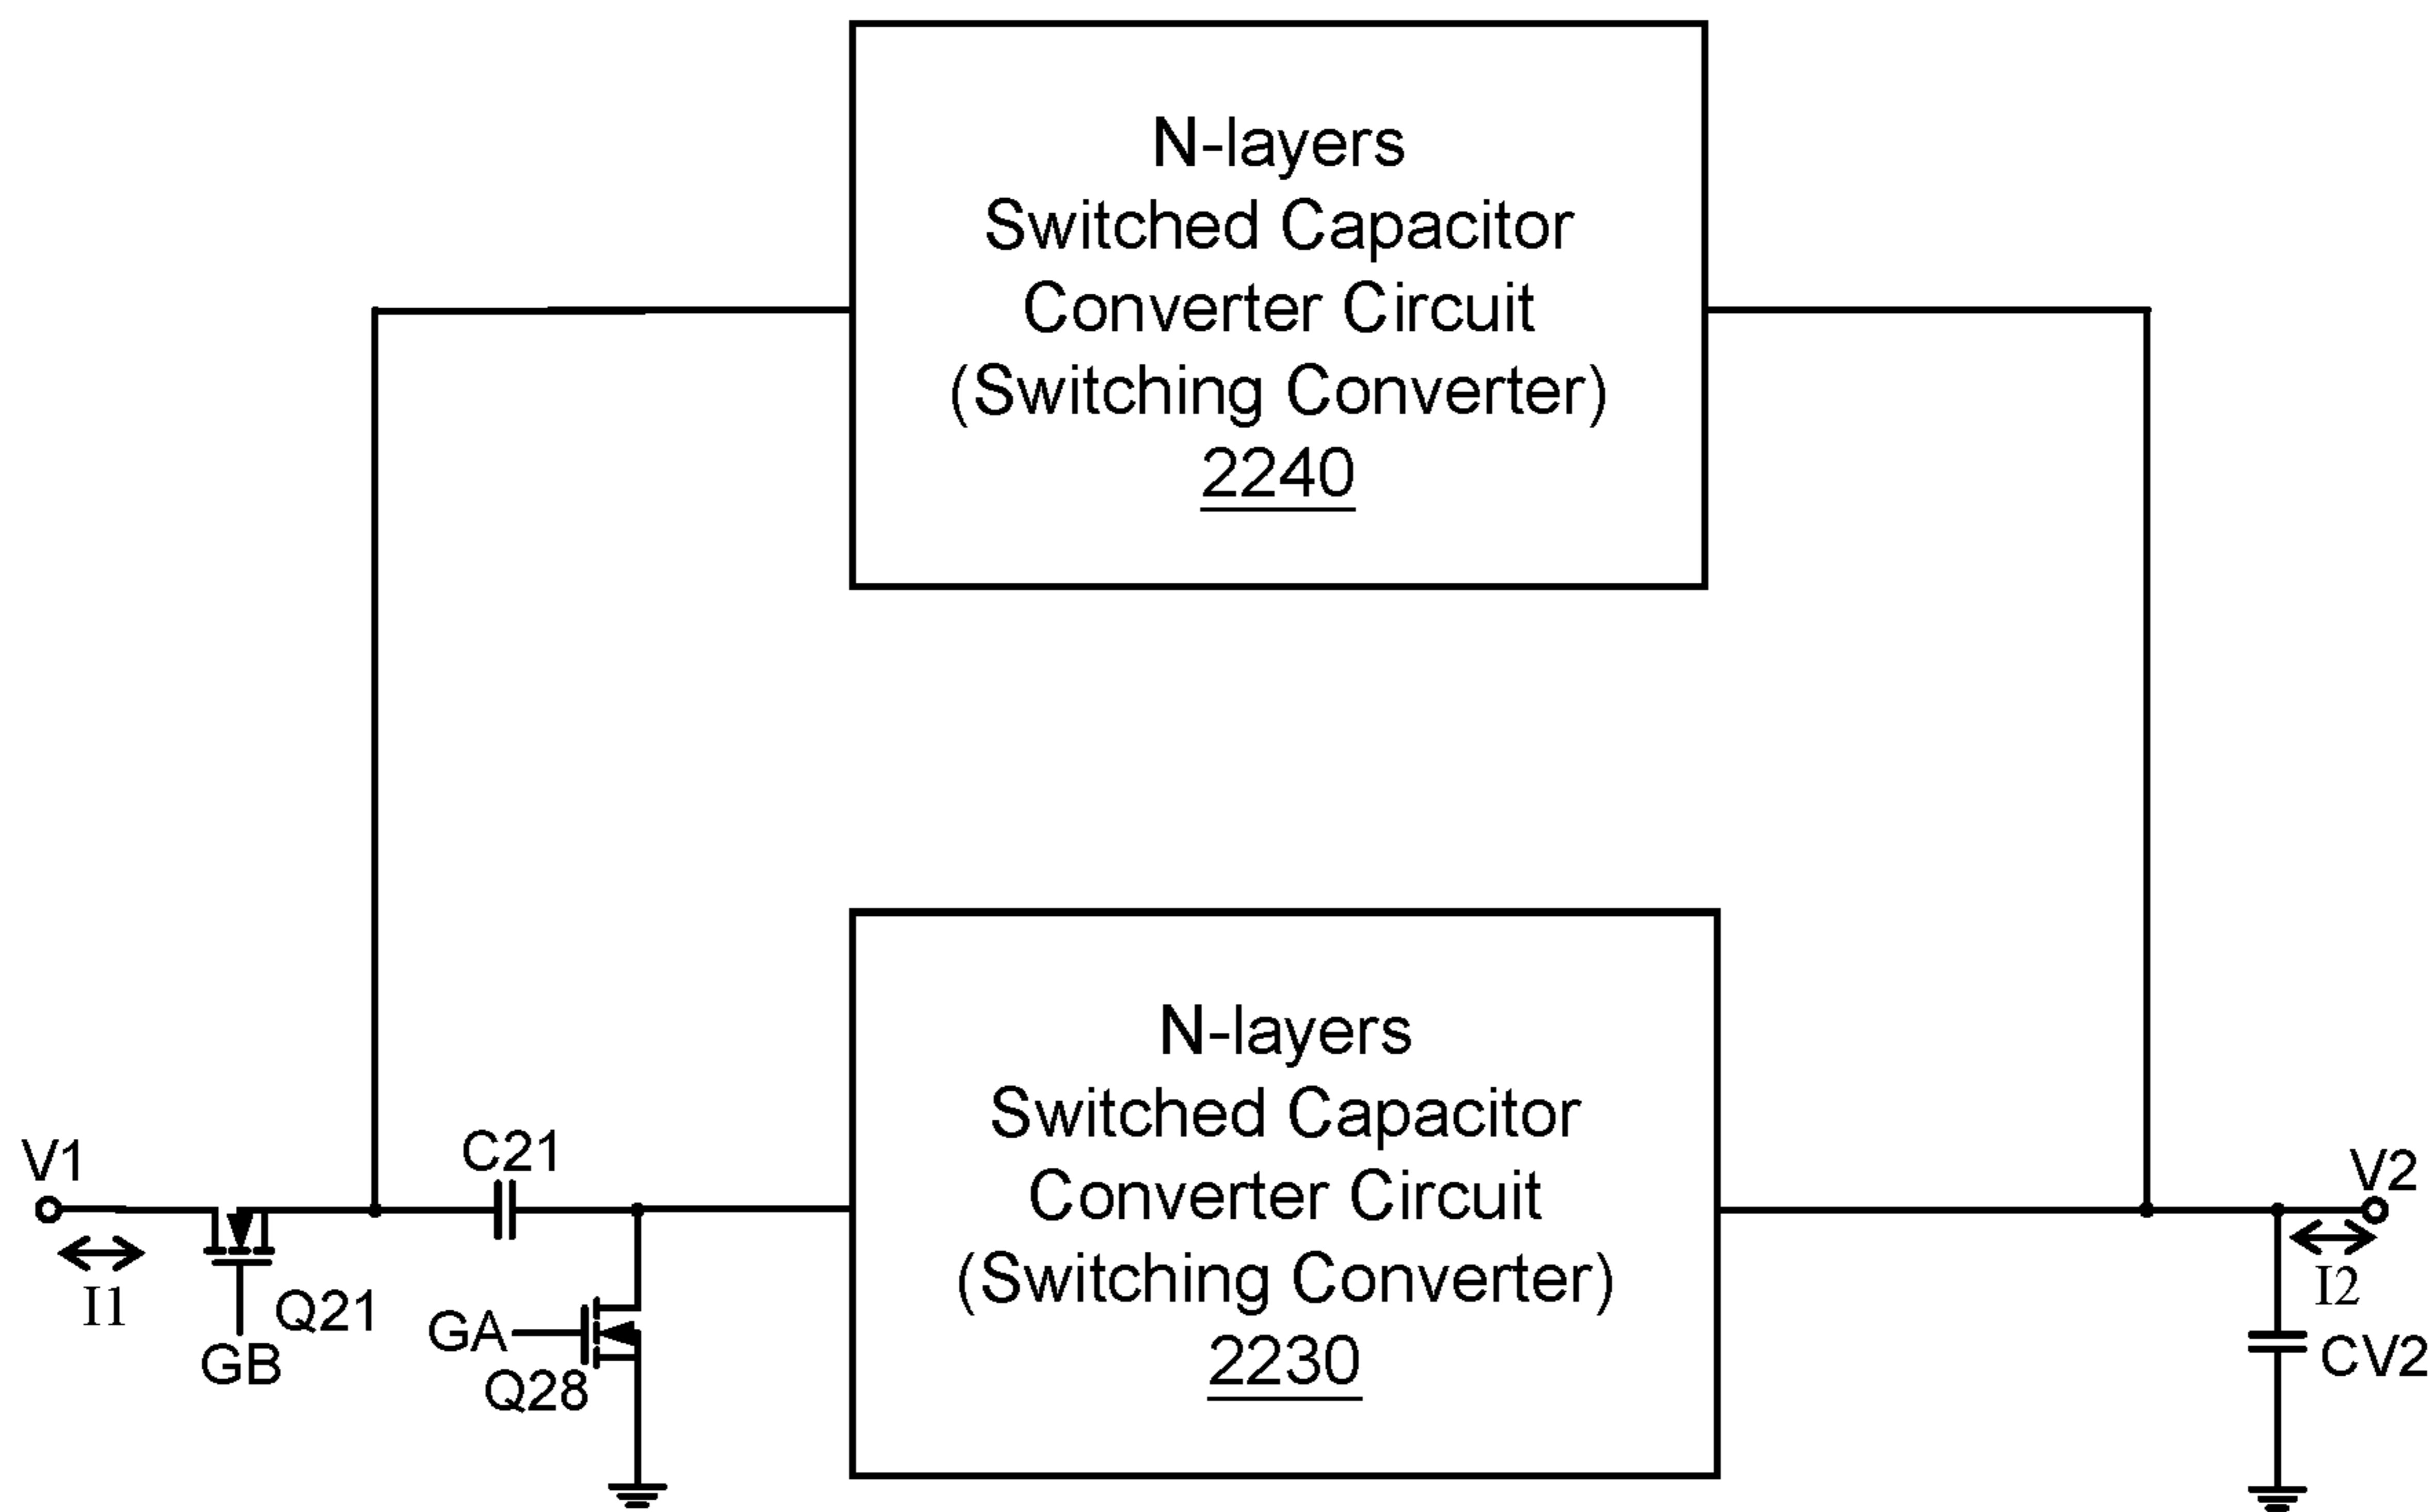 N-layers
Switched Capacitor
Converter Circuit
(Switching Converter)
2240
N-layers
Switched Capacitor
Converter Circuit
(Switching Converter)
2230
V1
I1
Q21
GB
C21
GA
Q28
V2
I2
CV2